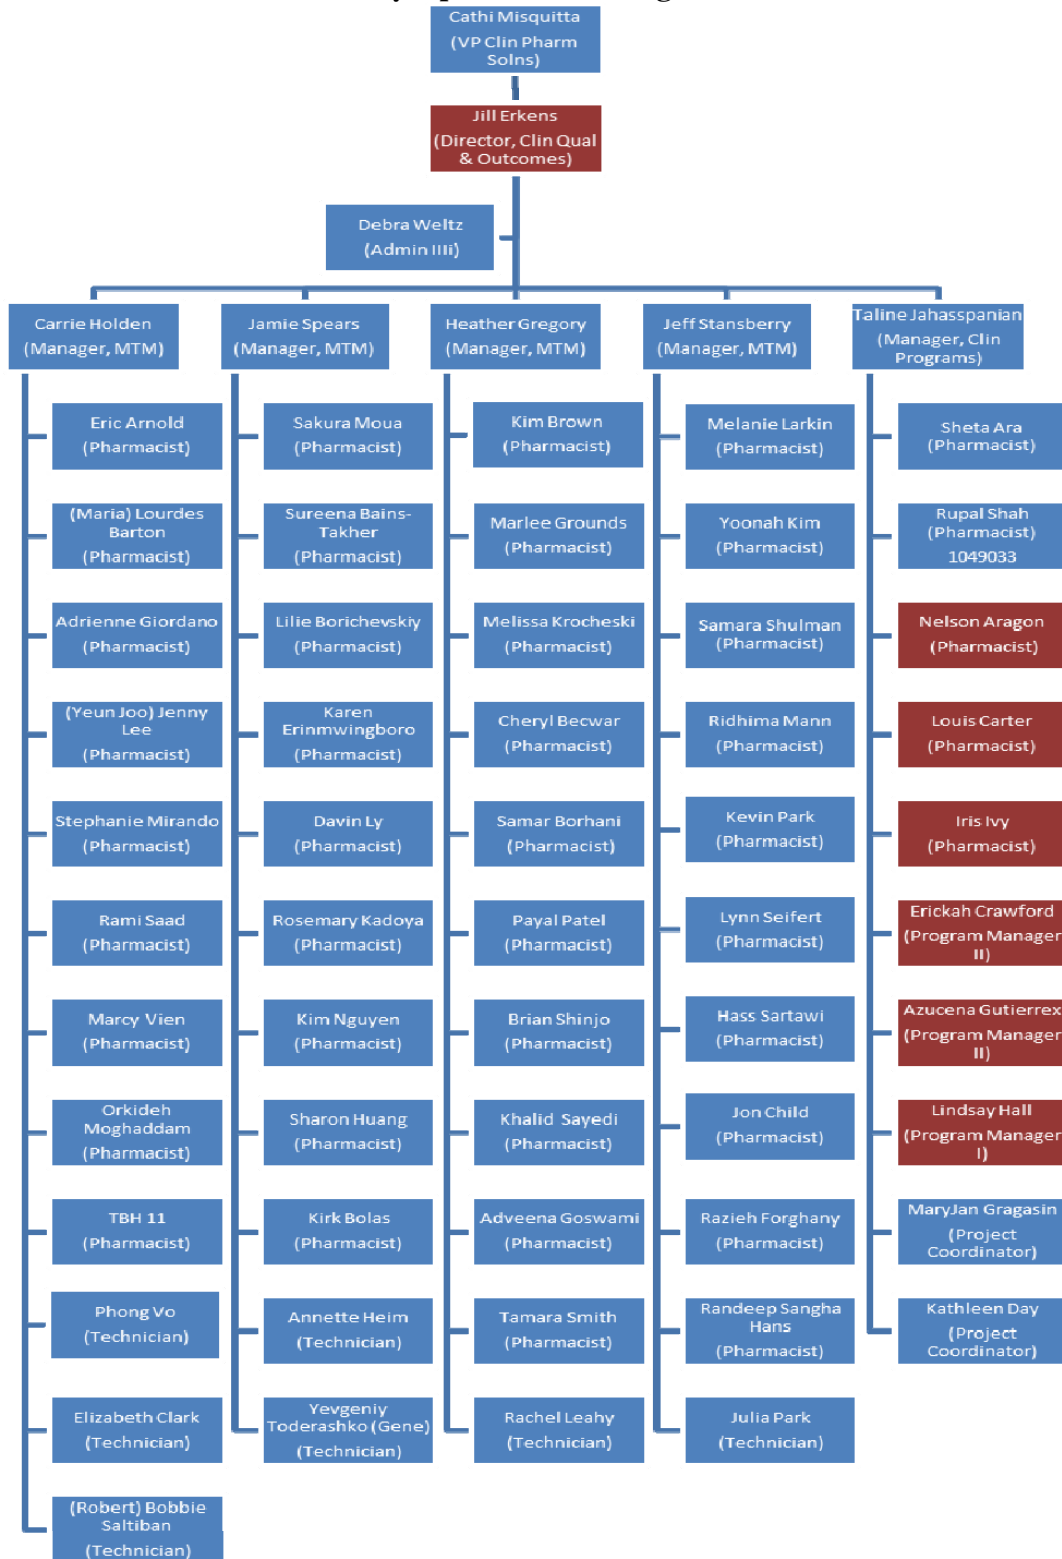 Cathi Misquitta
(VP Clin Pharm
Solns)
Jill Erkens
(Director, Clin Qual
& Outcomes)
Debra Weltz
(Admin IIIi)
Carrie Holden
(Manager, MTM)
Jamie Spears
(Manager, MTM)
Heather Gregory
(Manager, MTM)
Jeff Stansberry
(Manager, MTM)
Taline Jahasspanian
(Manager, Clin
Programs)
Eric Arnold
(Pharmacist)
(Maria) Lourdes
Barton
(Pharmacist)
Adrienne Giordano
(Pharmacist)
(Yeun Joo) Jenny
Lee
(Pharmacist)
Stephanie Mirando
(Pharmacist)
Rami Saad
(Pharmacist)
Marcy Vien
(Pharmacist)
Orkideh
Moghaddam
(Pharmacist)
TBH 11
(Pharmacist)
Phong Vo
(Technician)
Elizabeth Clark
(Technician)
(Robert) Bobbie
Saltiban
(Technician)
Sakura Moua
(Pharmacist)
Sureena Bains-
Takher
(Pharmacist)
Lilie Borichevskiy
(Pharmacist)
Karen
Erinmwingboro
(Pharmacist)
Davin Ly
(Pharmacist)
Rosemary Kadoya
(Pharmacist)
Kim Nguyen
(Pharmacist)
Sharon Huang
(Pharmacist)
Kirk Bolas
(Pharmacist)
Annette Heim
(Technician)
Yevgeniy
Toderashko (Gene)
(Technician)
Kim Brown
(Pharmacist)
Marlee Grounds
(Pharmacist)
Melissa Krocheski
(Pharmacist)
Cheryl Becwar
(Pharmacist)
Samar Borhani
(Pharmacist)
Payal Patel
(Pharmacist)
Brian Shinjo
(Pharmacist)
Khalid Sayedi
(Pharmacist)
Adveena Goswami
(Pharmacist)
Tamara Smith
(Pharmacist)
Rachel Leahy
(Technician)
Melanie Larkin
(Pharmacist)
Yoonah Kim
(Pharmacist)
Samara Shulman
(Pharmacist)
Ridhima Mann
(Pharmacist)
Kevin Park
(Pharmacist)
Lynn Seifert
(Pharmacist)
Hass Sartawi
(Pharmacist)
Jon Child
(Pharmacist)
Razieh Forghany
(Pharmacist)
Randeep Sangha
Hans
(Pharmacist)
Julia Park
(Technician)
Sheta Ara
(Pharmacist)
Rupal Shah
(Pharmacist)
1049033
Nelson Aragon
(Pharmacist)
Louis Carter
(Pharmacist)
Iris Ivy
(Pharmacist)
Erickah Crawford
(Program Manager
II)
Azucena Gutierrex
(Program Manager
II)
Lindsay Hall
(Program Manager
I)
MaryJan Gragasin
(Project
Coordinator)
Kathleen Day
(Project
Coordinator)